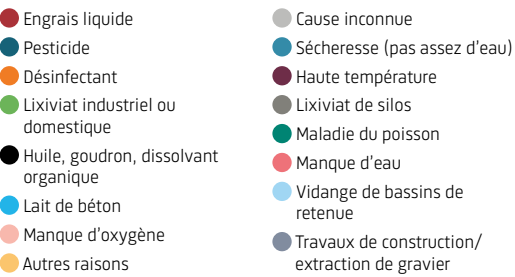 Engrais liquide
Pesticide
Désinfectant
Lixiviat industriel ou
domestique
Huile, goudron, dissolvant
organique
Lait de béton
Manque d'oxygène
Autres raisons
Cause inconnue
Sécheresse (pas assez d'eau)
Haute température
Lixiviat de silos
Maladie du poisson
Manque d'eau
Vidange de bassins de
retenue
Travaux de construction/
extraction de gravier